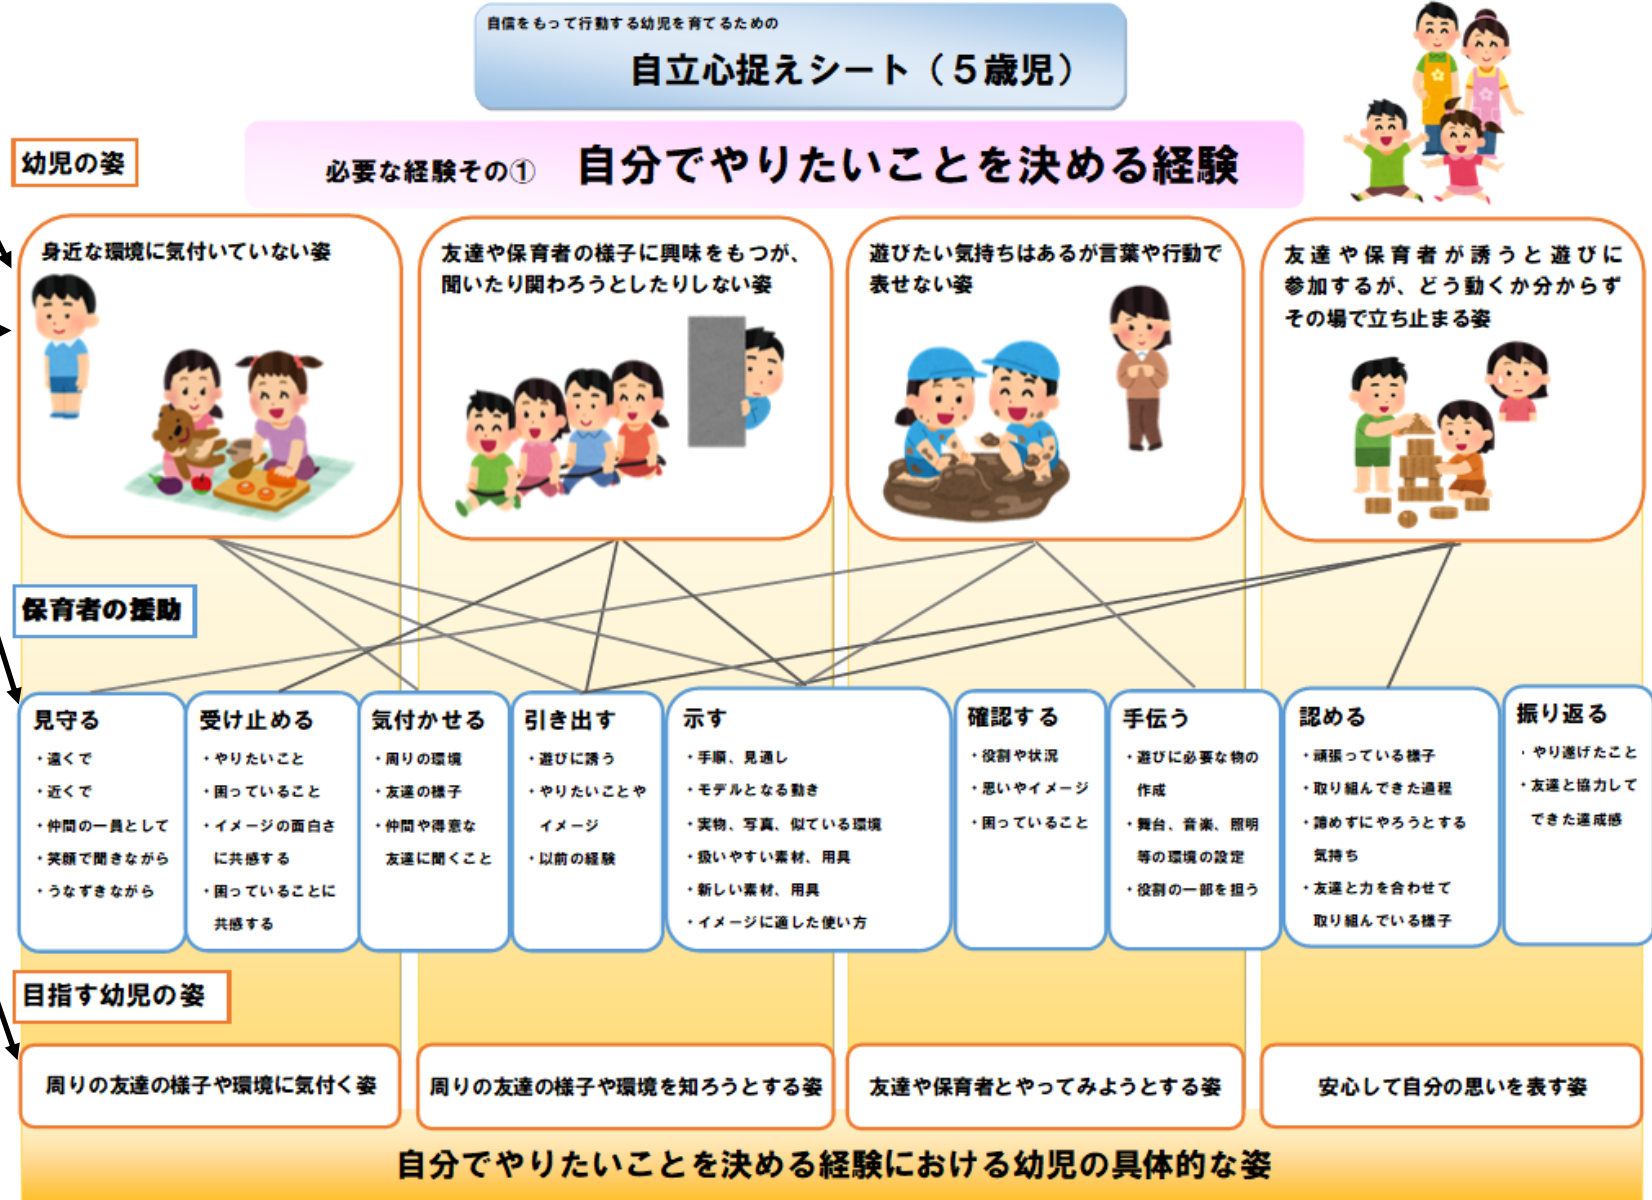 自信をもって行動する幼児を育てるための
自立心捉えシート（５歳児）
幼児の姿
必要な経験その① 自分でやりたいことを決める経験
身近な環境に気付いていない姿
友達や保育者の様子に興味をもつが、
聞いたり関わろうとしたりしない姿
遊びたい気持ちはあるが言葉や行動で
表せない姿
友達や保育者が誘うと遊びに
参加するが、どう動くか分からず
その場で立ち止まる姿
保育者の援助
見守る
・遠くで
・近くで
・仲間の一員として
・笑顔で聞きながら
・うなずきながら
受け止める
・やりたいこと
・困っていること
・イメージの面白さ
に共感する
・困っていることに
共感する
気付かせる
・周りの環境
・友達の様子
・仲間や得意な
友達に聞くこと
引き出す
・遊びに誘う
・やりたいことや
イメージ
・以前の経験
示す
・手順、見通し
・モデルとなる動き
・実物、写真、似ている環境
・扱いやすい素材、用具
・新しい素材、用具
・イメージに適した使い方
確認する
・役割や状況
・思いやイメージ
・困っていること
手伝う
・遊びに必要な物の
作成
・舞台、音楽、照明
等の環境の設定
・役割の一部を担う
認める
・頑張っている様子
・取り組んできた過程
・諦めずにやろうとする
気持ち
・友達と力を合わせて
取り組んでいる様子
振り返る
・やり遂げたこと
・友達と協力して
できた達成感
目指す幼児の姿
周りの友達の様子や環境に気付く姿
周りの友達の様子や環境を知ろうとする姿
友達や保育者とやってみようとする姿
安心して自分の思いを表す姿
自分でやりたいことを決める経験における幼児の具体的な姿